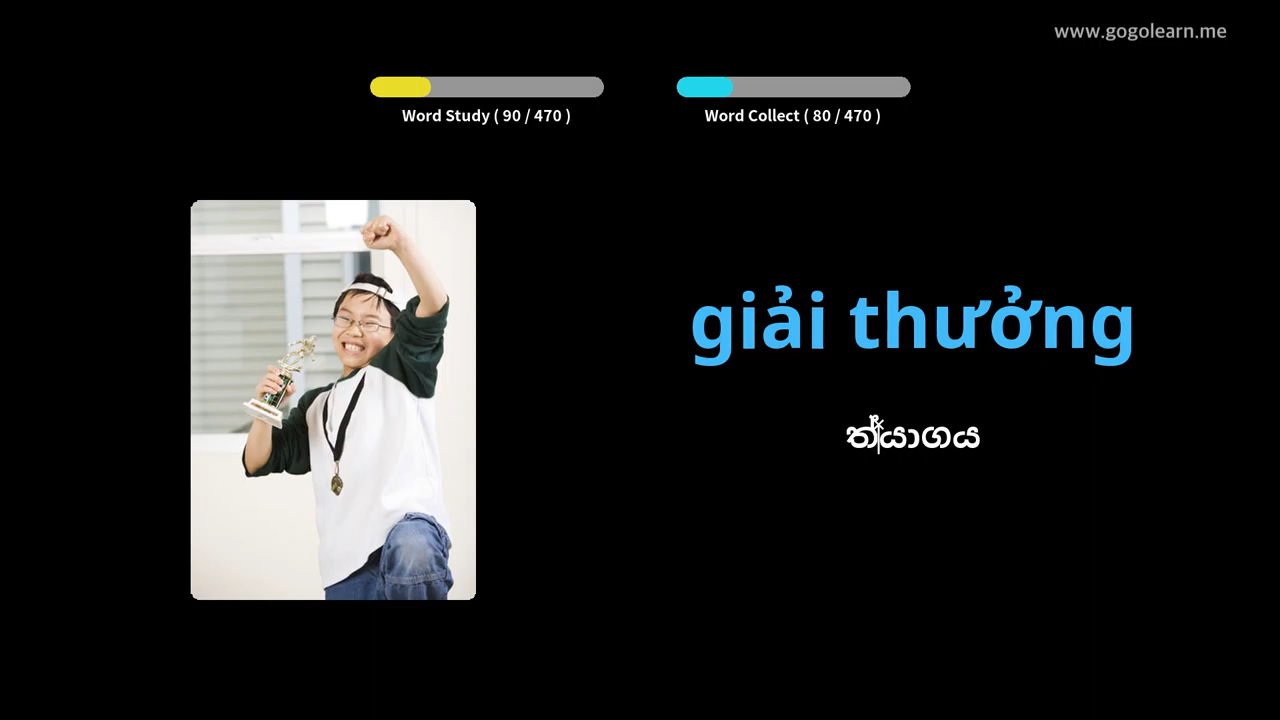 www.gogolearn.me
Word Study ( 90 / 470 )
Word Collect ( 80 / 470 )
giải thưởng
ත්‍යාගය